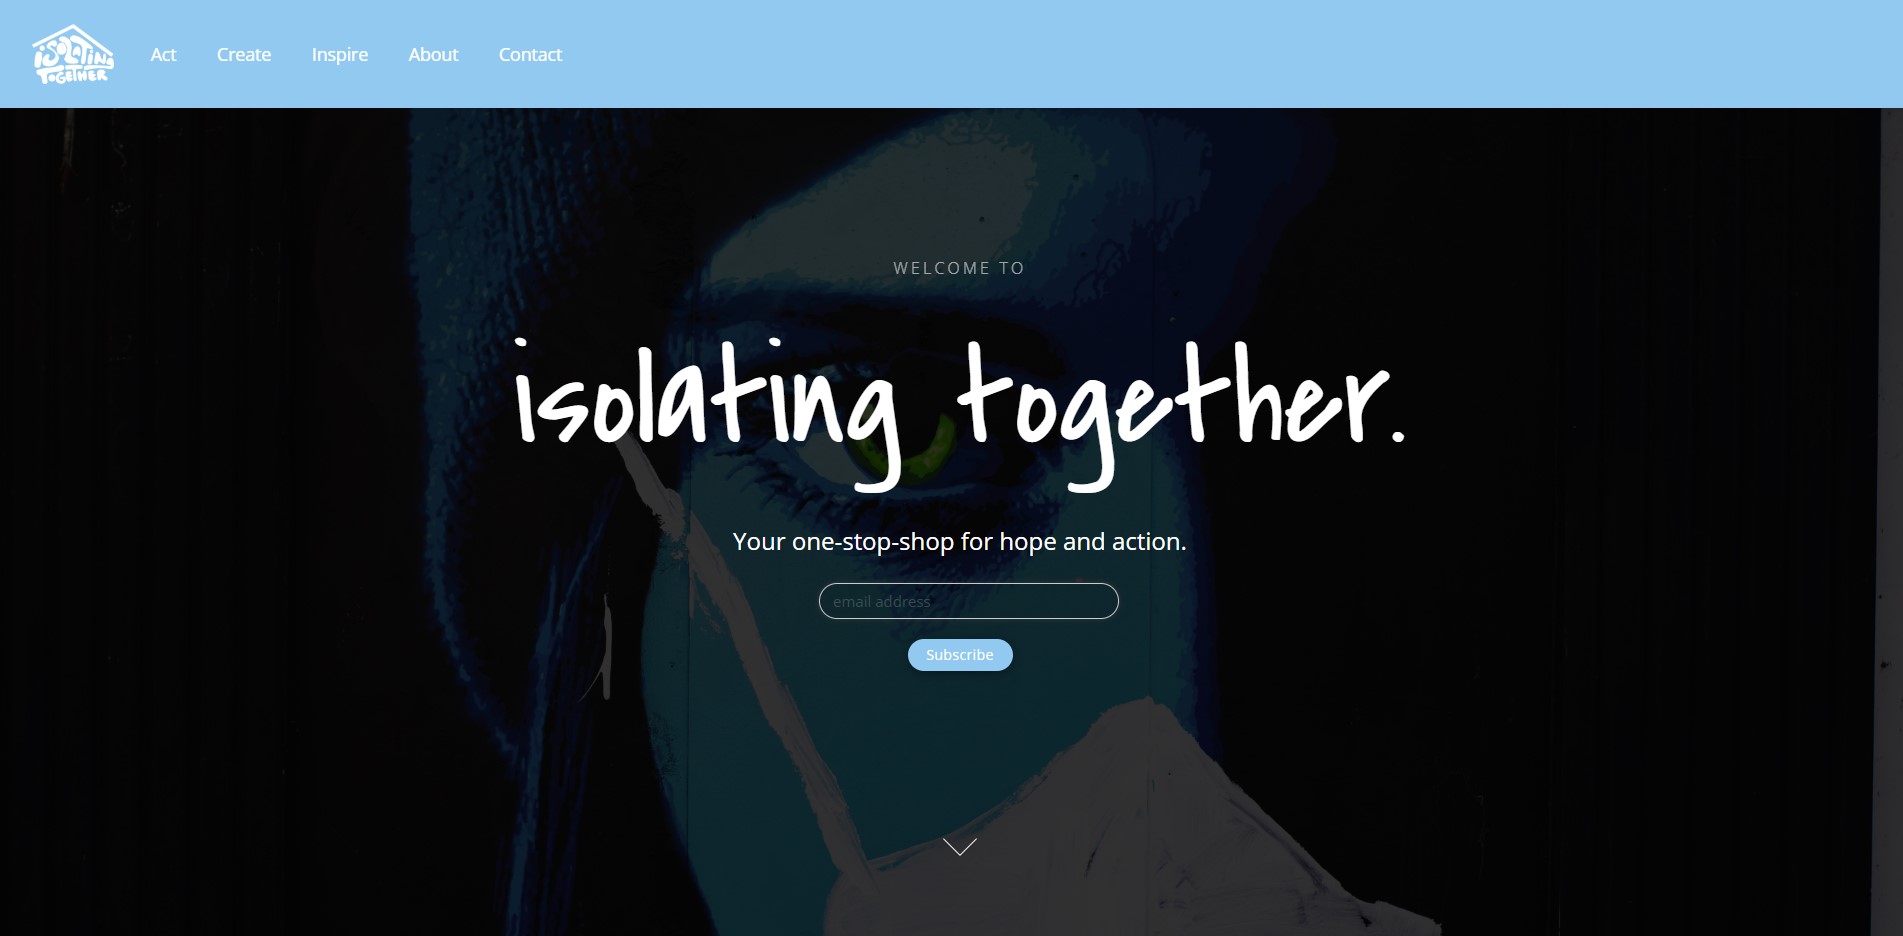 isolating
together
Act
Create
Inspire
About
Contact
WELCOME TO
isolating together.
Your one-stop-shop for hope and action.
email address
Subscribe